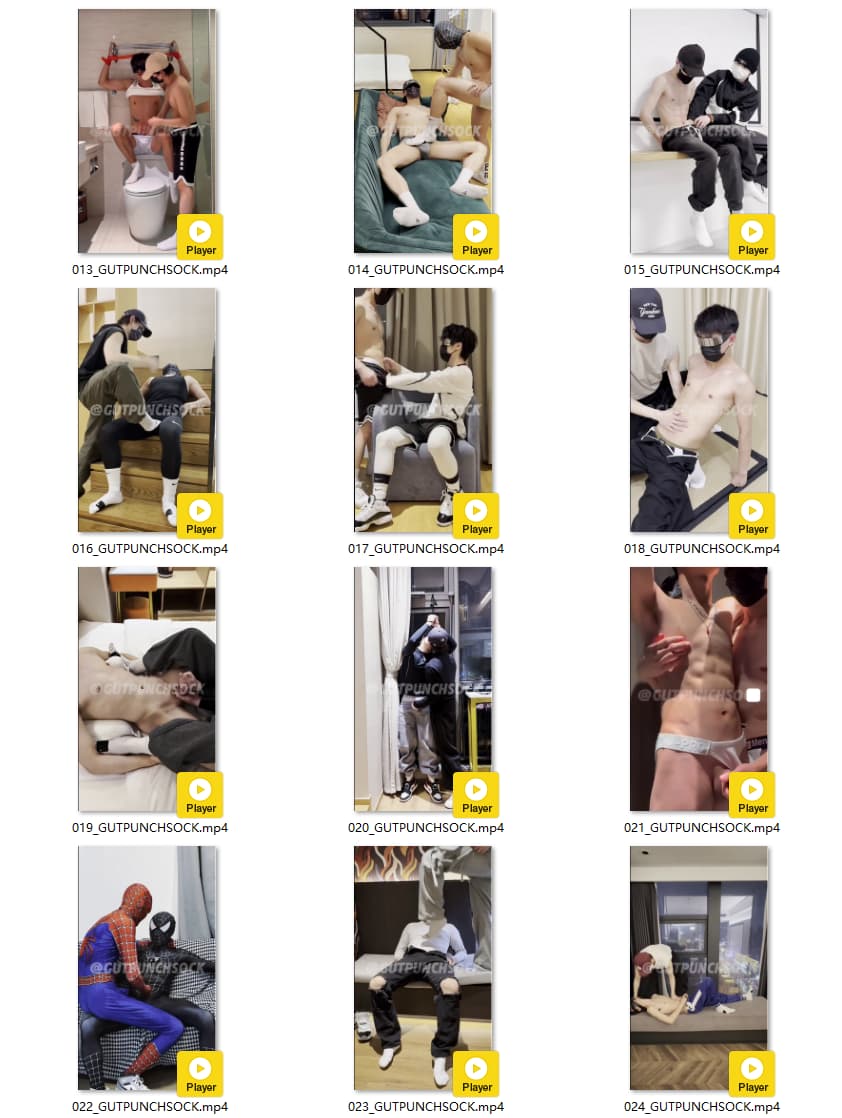 @GUTPUNCHSOCK
@GUTPUNCHSOCK
@GUTPUNCHSOCK
Player
Player
Player
013_GUTPUNCHSOCK.mp4
014_GUTPUNCHSOCK.mp4
015_GUTPUNCHSOCK.mp4
@GUTPUNCHSOCK
@GUTPUNCHSOCK
@GUTPUNCHSOCK
Player
Player
Player
016_GUTPUNCHSOCK.mp4
017_GUTPUNCHSOCK.mp4
018_GUTPUNCHSOCK.mp4
@GUTPUNCHSOCK
@GUTPUNCHSOCK
@GUTPUNCHSOCK
Player
Player
Player
019_GUTPUNCHSOCK.mp4
020_GUTPUNCHSOCK.mp4
021_GUTPUNCHSOCK.mp4
@GUTPUNCHSOCK
@GUTPUNCHSOCK
@GUTPUNCHSOCK
Player
Player
Player
022_GUTPUNCHSOCK.mp4
023_GUTPUNCHSOCK.mp4
024_GUTPUNCHSOCK.mp4